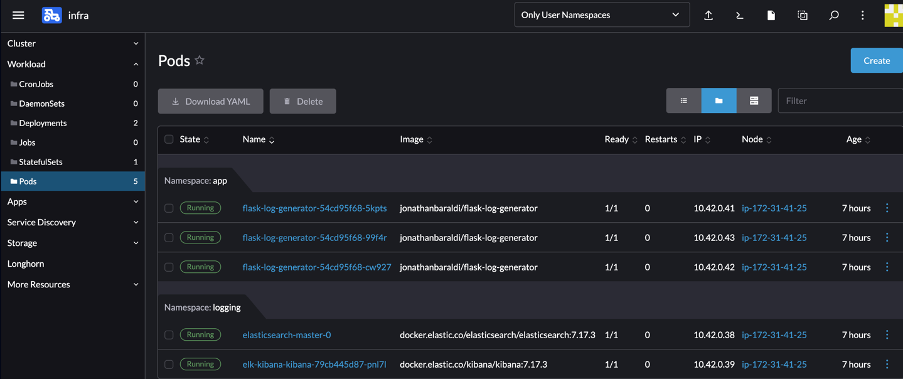 infra
Only User Namespaces
Cluster
Workload
CronJobs 0
DaemonSets 0
Deployments 2
Jobs 0
StatefulSets 1
Pods 5
Apps
Service Discovery
Storage
Longhorn
More Resources
Pods
Create
Download YAML Delete
Filter
State Name Image Ready Restarts IP Node Age
Namespace: app
Running flask-log-generator-54cd95f68-5kpts jonathanbaraldi/flask-log-generator 1/1 0 10.42.0.41 ip-172-31-41-25 7 hours
Running flask-log-generator-54cd95f68-99f4r jonathanbaraldi/flask-log-generator 1/1 0 10.42.0.43 ip-172-31-41-25 7 hours
Running flask-log-generator-54cd95f68-cw927 jonathanbaraldi/flask-log-generator 1/1 0 10.42.0.42 ip-172-31-41-25 7 hours
Namespace: logging
Running elasticsearch-master-0 docker.elastic.co/elasticsearch/elasticsearch:7.17.3 1/1 0 10.42.0.38 ip-172-31-41-25 7 hours
Running elk-kibana-kibana-79cb445d87-pnl7l docker.elastic.co/kibana/kibana:7.17.3 1/1 0 10.42.0.39 ip-172-31-41-25 7 hours